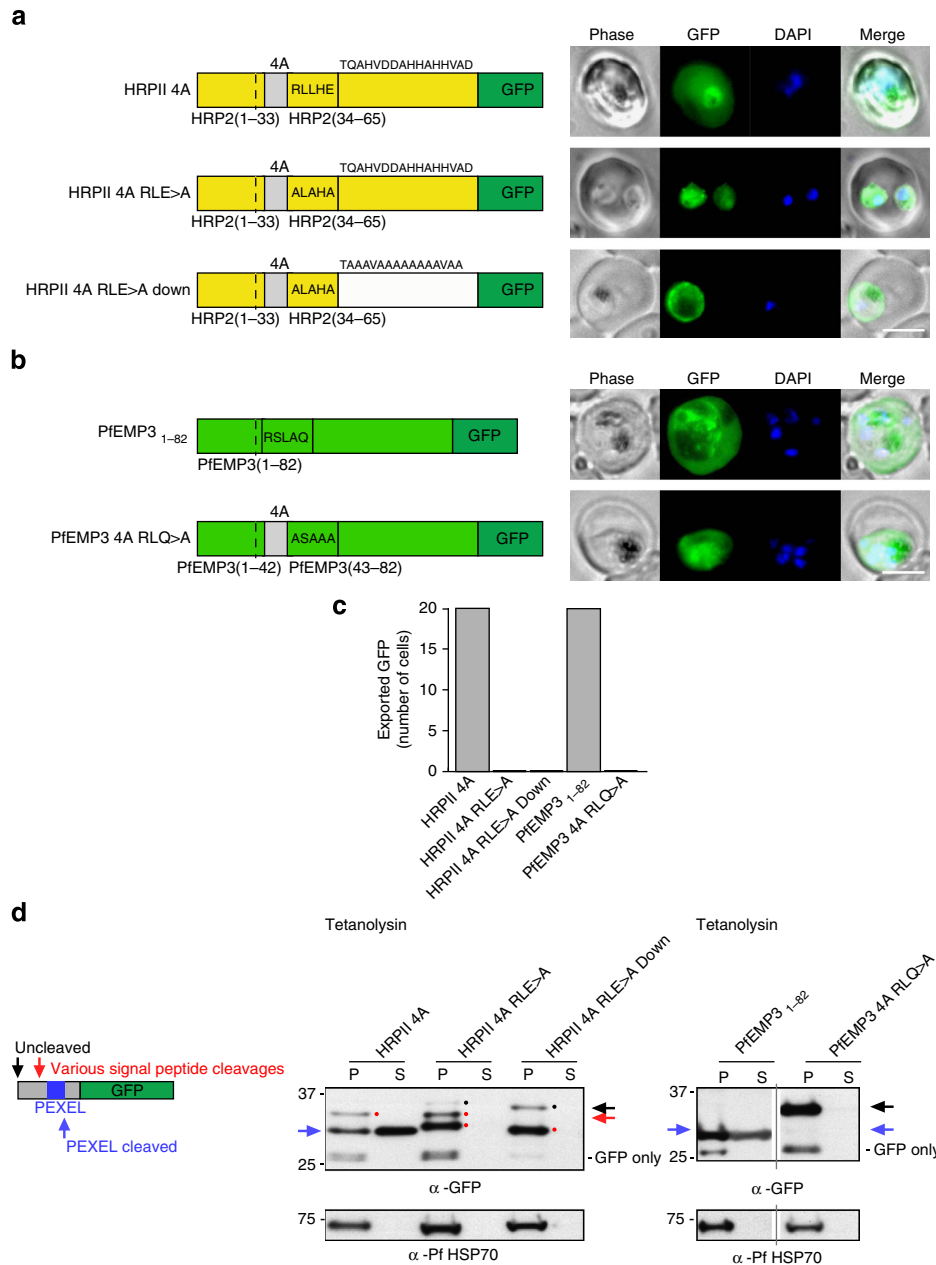 a
Phase GFP DAPI Merge
4A TQAHVDDAHHAHHVAD
HRPII 4A RLLHE GFP
HRP2(1–33) HRP2(34–65)
4A TQAHVDDAHHAHHVAD
HRPII 4A RLE>A ALAHA GFP
HRP2(1–33) HRP2(34–65)
4A TAAAVAAAAAAAAVAA
HRPII 4A RLE>A down ALAHA GFP
HRP2(1–33) HRP2(34–65)
b
Phase GFP DAPI Merge
PfEMP3 1–82 RSLAQ GFP
PfEMP3(1–82)
4A
PfEMP3 4A RLQ>A ASAAA GFP
PfEMP3(1–42) PfEMP3(43–82)
c
Exported GFP
(number of cells)
20
15
10
5
0
HRPII 4A
HRPII 4A RLE>A
HRPII 4A RLE>A Down
PfEMP3 1–82
PfEMP3 4A RLQ>A
d
Tetanolysin
HRPII 4A
HRPII 4A RLE>A
HRPII 4A RLE>A Down
P S P S P S
37
25
GFP only
α -GFP
75
α -Pf HSP70
Tetanolysin
PfEMP3 1–82
PfEMP3 4A RLQ>A
P S P S
37
25
GFP only
α -GFP
75
α -Pf HSP70
Uncleaved
Various signal peptide cleavages
GFP
PEXEL
PEXEL cleaved